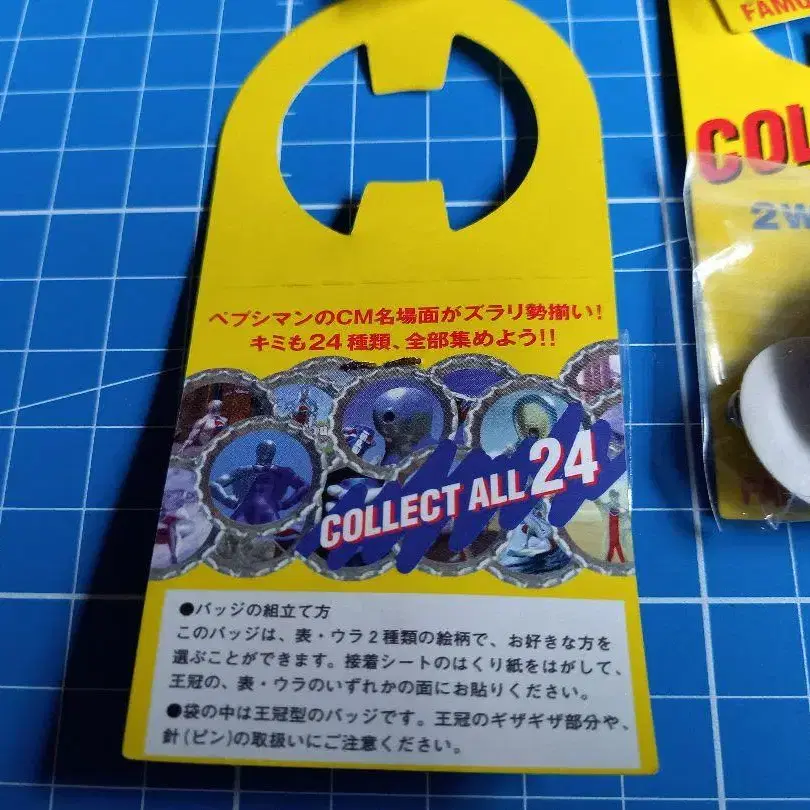 ペプシマンのCM名場面がズラリ勢揃い!
キミも24種類、全部集めよう!!
COLLECT ALL 24
●バッジの組立て方
このバッジは、表・ウラ2種類の絵柄で、お好きな方を
選ぶことができます。接着シートのはくり紙をはがして、
王冠の、表・ウラのいずれかの面にお貼りください。
●袋の中は王冠型のバッジです。王冠のギザギザ部分や、
針(ピン)の取扱いにご注意ください。
FAMO
COL
2W